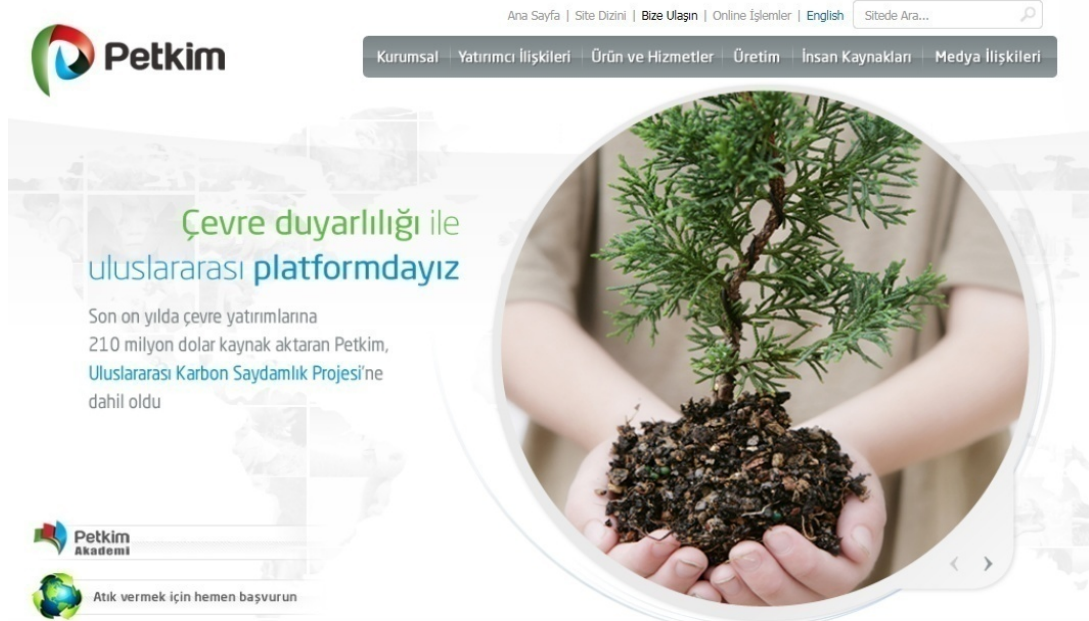 Ana Sayfa | Site Dizini | Bize Ulaşın | Online İşlemler | English
Sitede Ara...
Petkim
Kurumsal Yatırımcı İlişkileri Ürün ve Hizmetler Üretim İnsan Kaynakları Medya İlişkileri
Çevre duyarlılığı ile
uluslararası platformdayız
Son on yılda çevre yatırımlarına
210 milyon dolar kaynak aktaran Petkim,
Uluslararası Karbon Saydamlık Projesi'ne
dahil oldu
Petkim
Akademi
Atık vermek için hemen başvurun